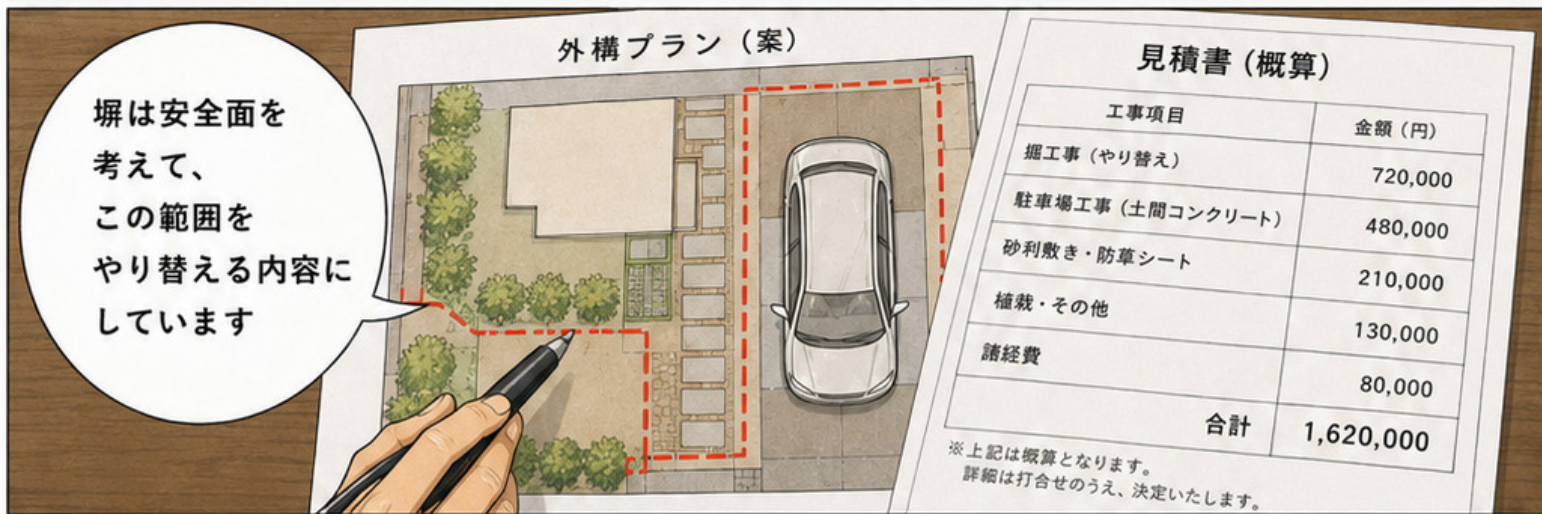 塀は安全面を
考えて、
この範囲を
やり替える内容に
しています
外構プラン（案）
見積書（概算）
工事項目 金額（円）
掘工事（やり替え） 720,000
駐車場工事（土間コンクリート） 480,000
砂利敷き・防草シート 210,000
植栽・その他 130,000
諸経費 80,000
合計 1,620,000
※上記は概算となります。
詳細は打合せのうえ、決定いたします。